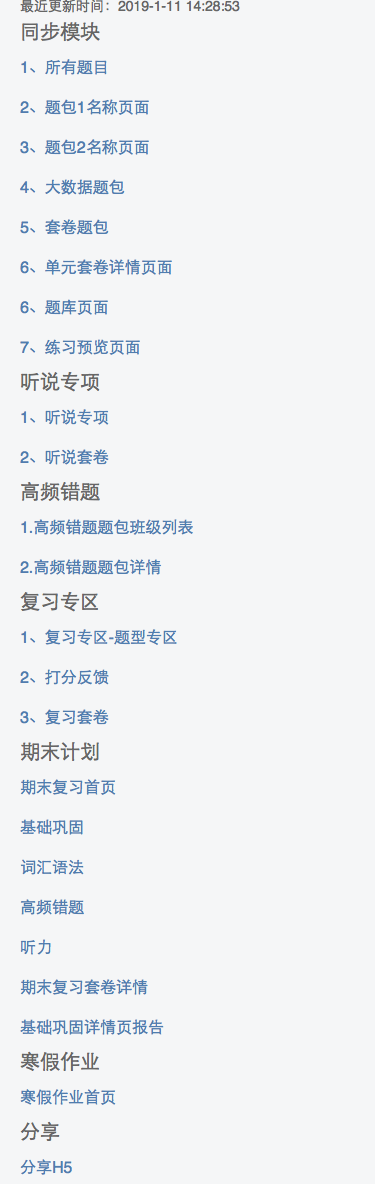 最近更新时间：2019-1-11 14:28:53
同步模块
1、所有题目
2、题包1名称页面
3、题包2名称页面
4、大数据题包
5、套卷题包
6、单元套卷详情页面
6、题库页面
7、练习预览页面
听说专项
1、听说专项
2、听说套卷
高频错题
1.高频错题题包班级列表
2.高频错题题包详情
复习专区
1、复习专区-题型专区
2、打分反馈
3、复习套卷
期末计划
期末复习首页
基础巩固
词汇语法
高频错题
听力
期末复习套卷详情
基础巩固详情页报告
寒假作业
寒假作业首页
分享
分享H5